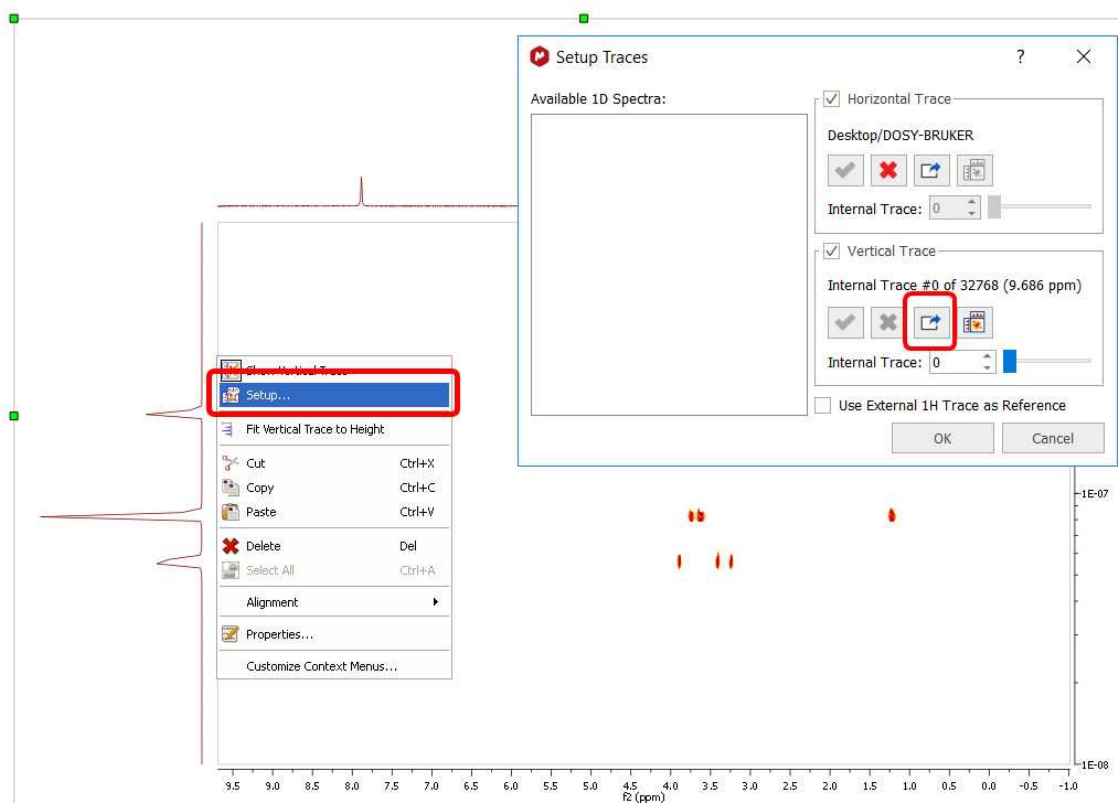 Setup Traces
?
Available 1D Spectra:
Horizontal Trace
Desktop/DOSY-BRUKER
Internal Trace: 0
Vertical Trace
Internal Trace #0 of 32768 (9.686 ppm)
Internal Trace: 0
Use External 1H Trace as Reference
OK Cancel
Show Vertical Trace
Setup...
Fit Vertical Trace to Height
Cut Ctrl+X
Copy Ctrl+C
Paste Ctrl+V
Delete Del
Select All Ctrl+A
Alignment
Properties...
Customize Context Menus...
1E-07
1E-08
9.5 9.0 8.5 8.0 7.5 7.0 6.5 6.0 5.5 5.0 4.5 4.0 3.5 3.0 2.5 2.0 1.5 1.0 0.5 0.0 -0.5 -1.0
f2 (ppm)